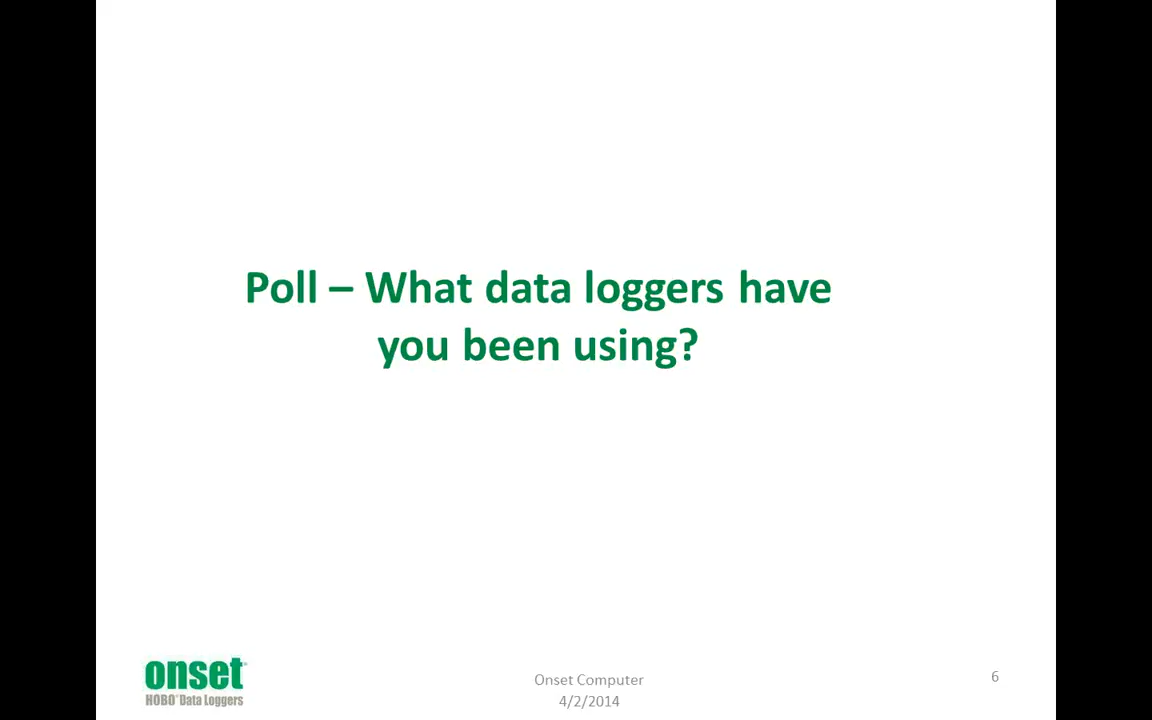 Poll – What data loggers have
you been using?
onset
HOBO® Data Loggers
Onset Computer
4/2/2014
6